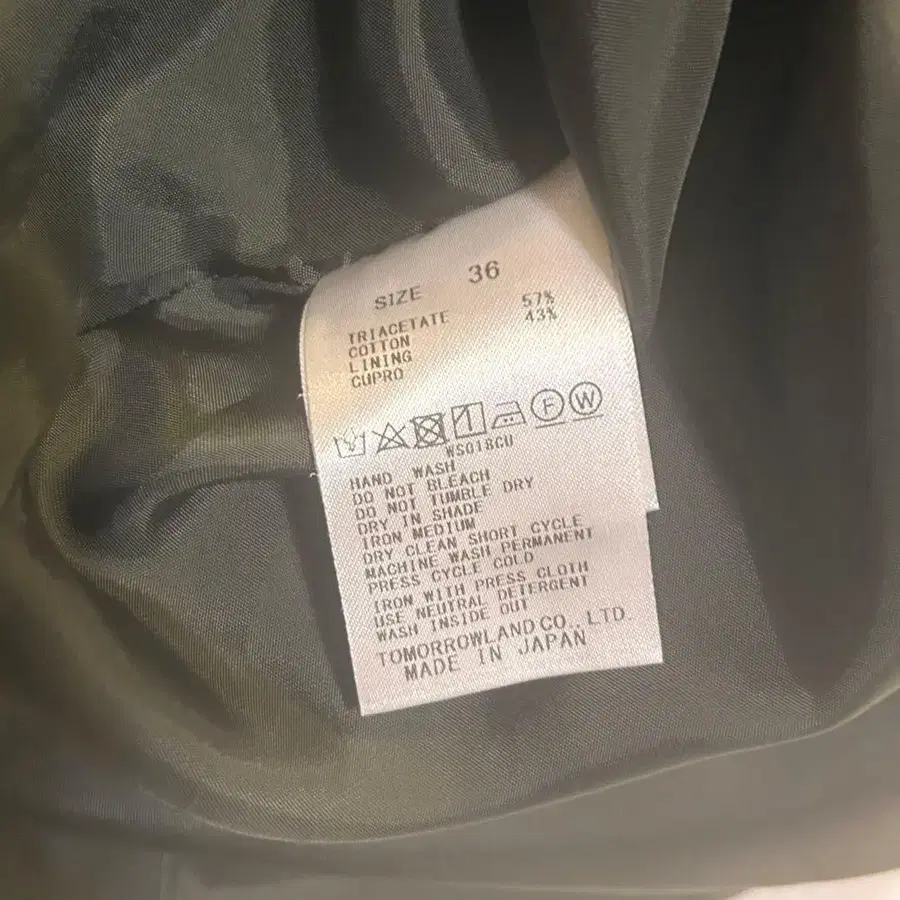 SIZE 36
TRIACETATE 57%
COTTON 43%
LINING
CUPRO
F W
WS018CU
HAND WASH
DO NOT BLEACH
DO NOT TUMBLE DRY
DRY IN SHADE
IRON MEDIUM
DRY CLEAN SHORT CYCLE
MACHINE WASH PERMANENT
PRESS CYCLE COLD
IRON WITH PRESS CLOTH
USE NEUTRAL DETERGENT
WASH INSIDE OUT
TOMORROWLAND CO., LTD.
MADE IN JAPAN